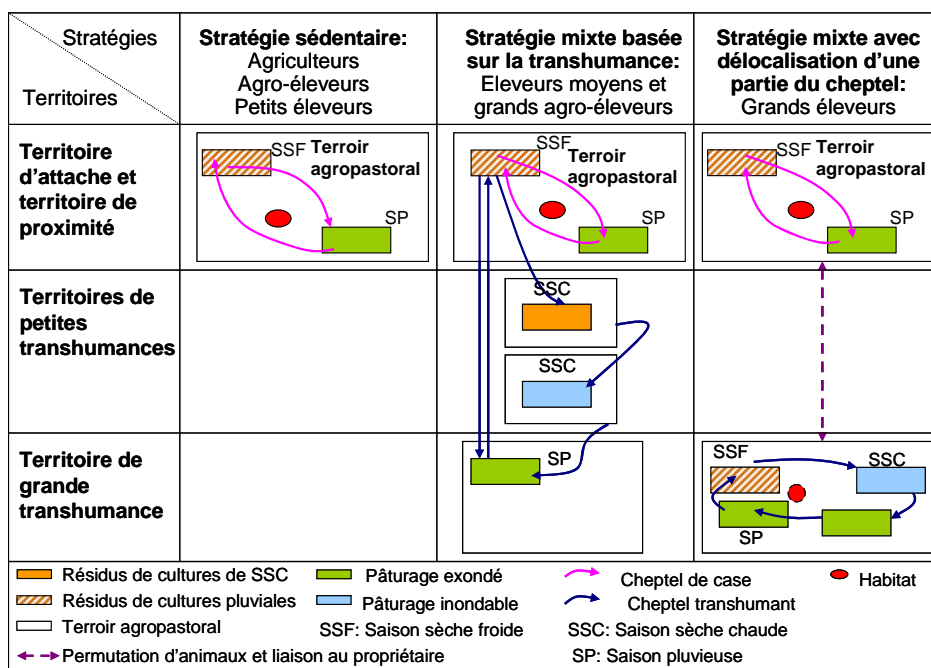 Stratégies
Territoires
Stratégie sédentaire:
Agriculteurs
Agro-éleveurs
Petits éleveurs
Stratégie mixte basée
sur la transhumance:
Eleveurs moyens et
grands agro-éleveurs
Stratégie mixte avec
délocalisation d'une
partie du cheptel:
Grands éleveurs
Territoire
d'attache et
territoire de
proximité
SSF
Terroir
agropastoral
SP
SSF
Terroir
agropastoral
SP
SSF
Terroir
agropastoral
SP
Territoires de
petites
transhumances
SSC
SSC
Territoire de
grande
transhumance
SP
SSF
SSC
SP
Résidus de cultures de SSC
Pâturage exondé
Cheptel de case
Habitat
Résidus de cultures pluviales
Pâturage inondable
Cheptel transhumant
Terroir agropastoral
SSF: Saison sèche froide
SSC: Saison sèche chaude
Permutation d'animaux et liaison au propriétaire
SP: Saison pluvieuse